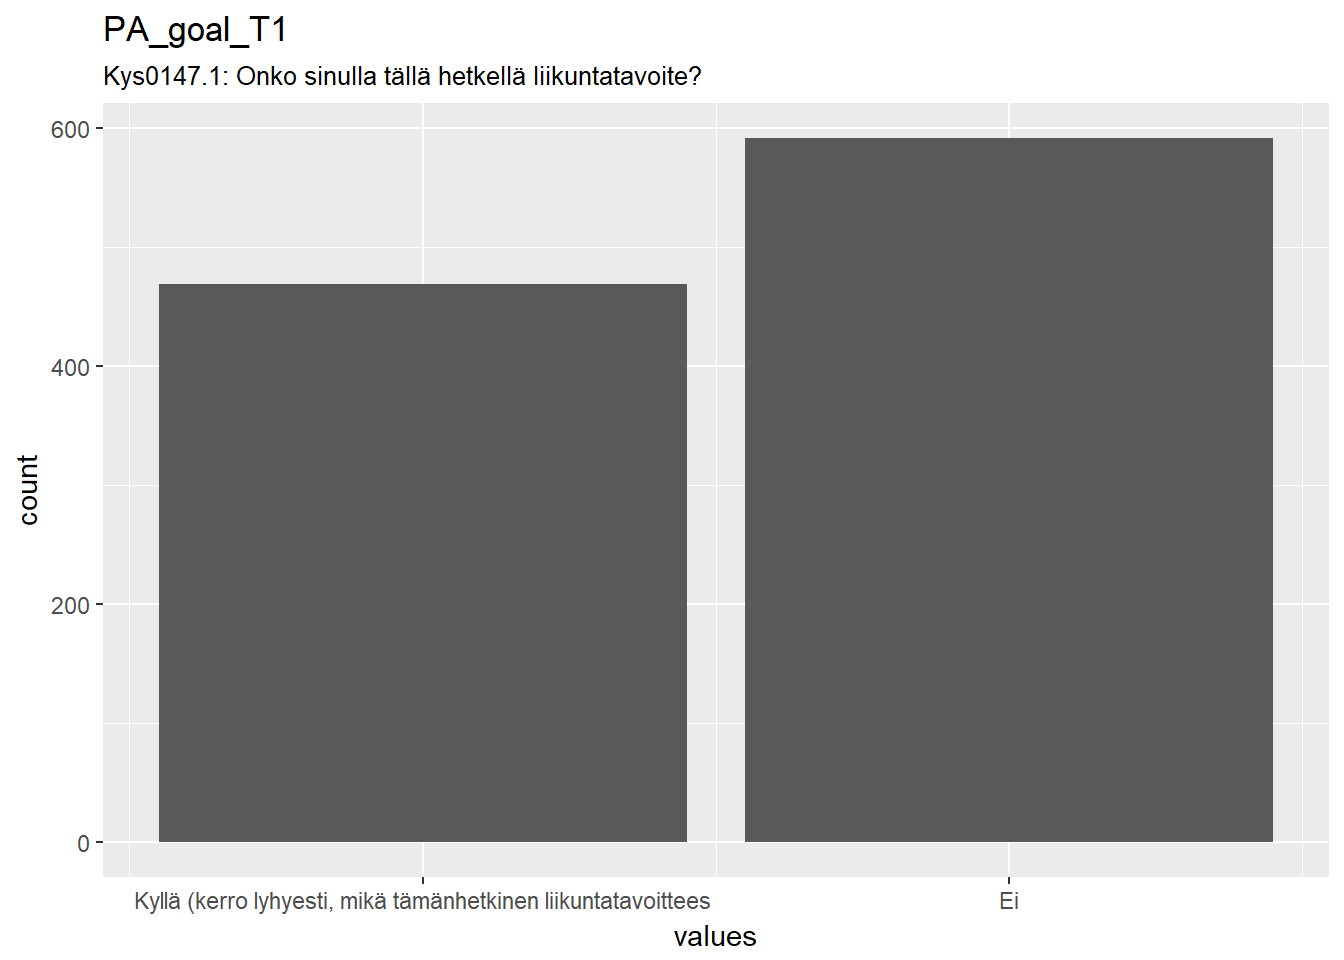 PA_goal_T1
Kys0147.1: Onko sinulla tällä hetkellä liikuntatavoite?
600
400
200
0
count
Kyllä (kerro lyhyesti, mikä tämänhetkinen liikuntatavoittees
Ei
values